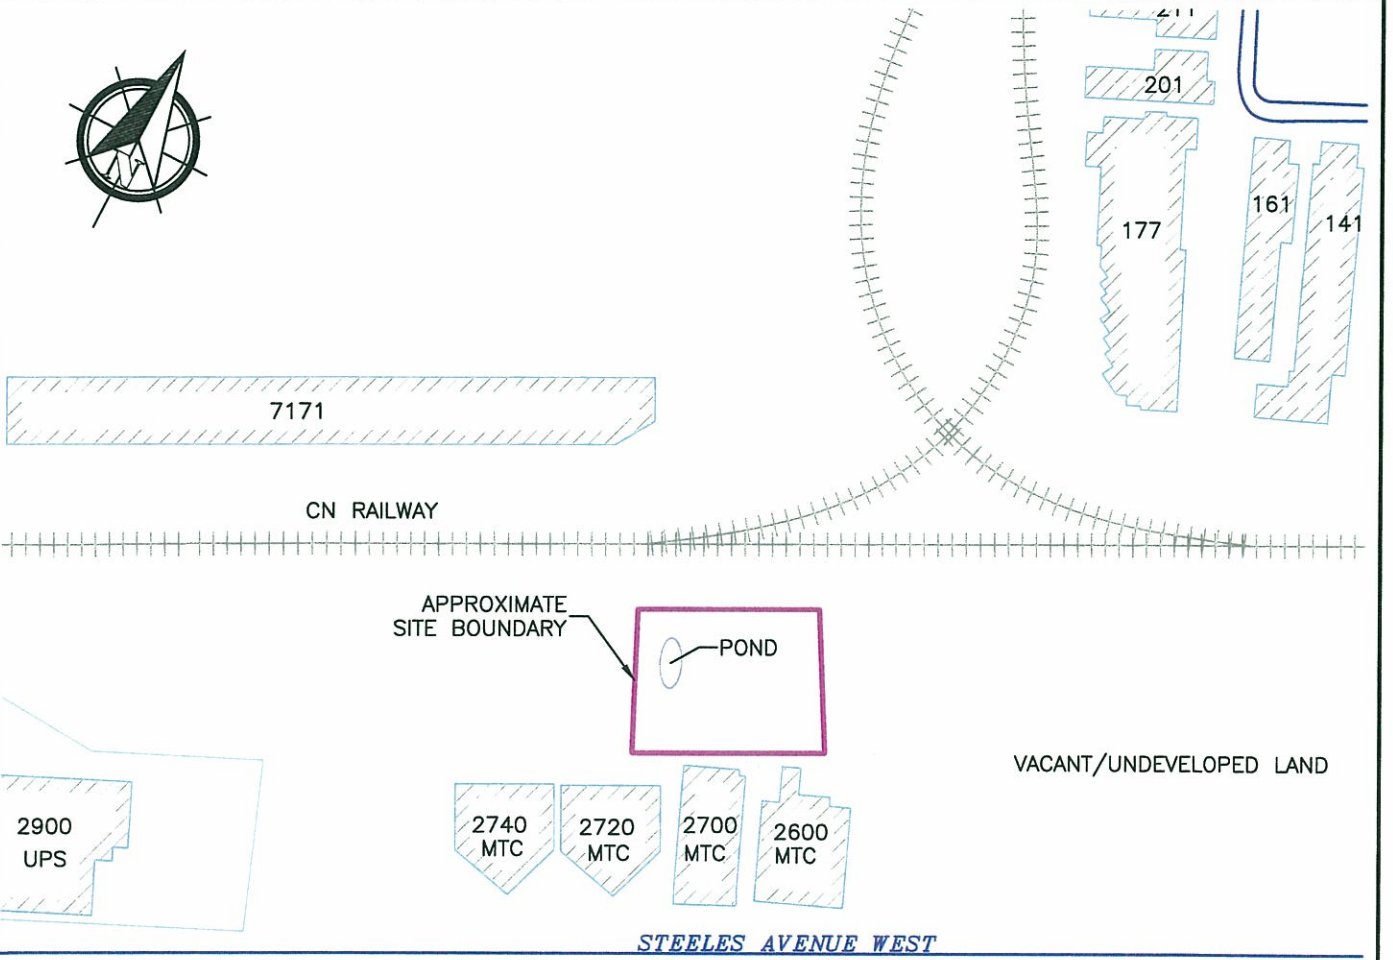 211
201
N
161
141
177
7171
CN RAILWAY
APPROXIMATE
SITE BOUNDARY
POND
VACANT/UNDEVELOPED LAND
2900
UPS
2740
MTC
2720
MTC
2700
MTC
2600
MTC
STEELES AVENUE WEST